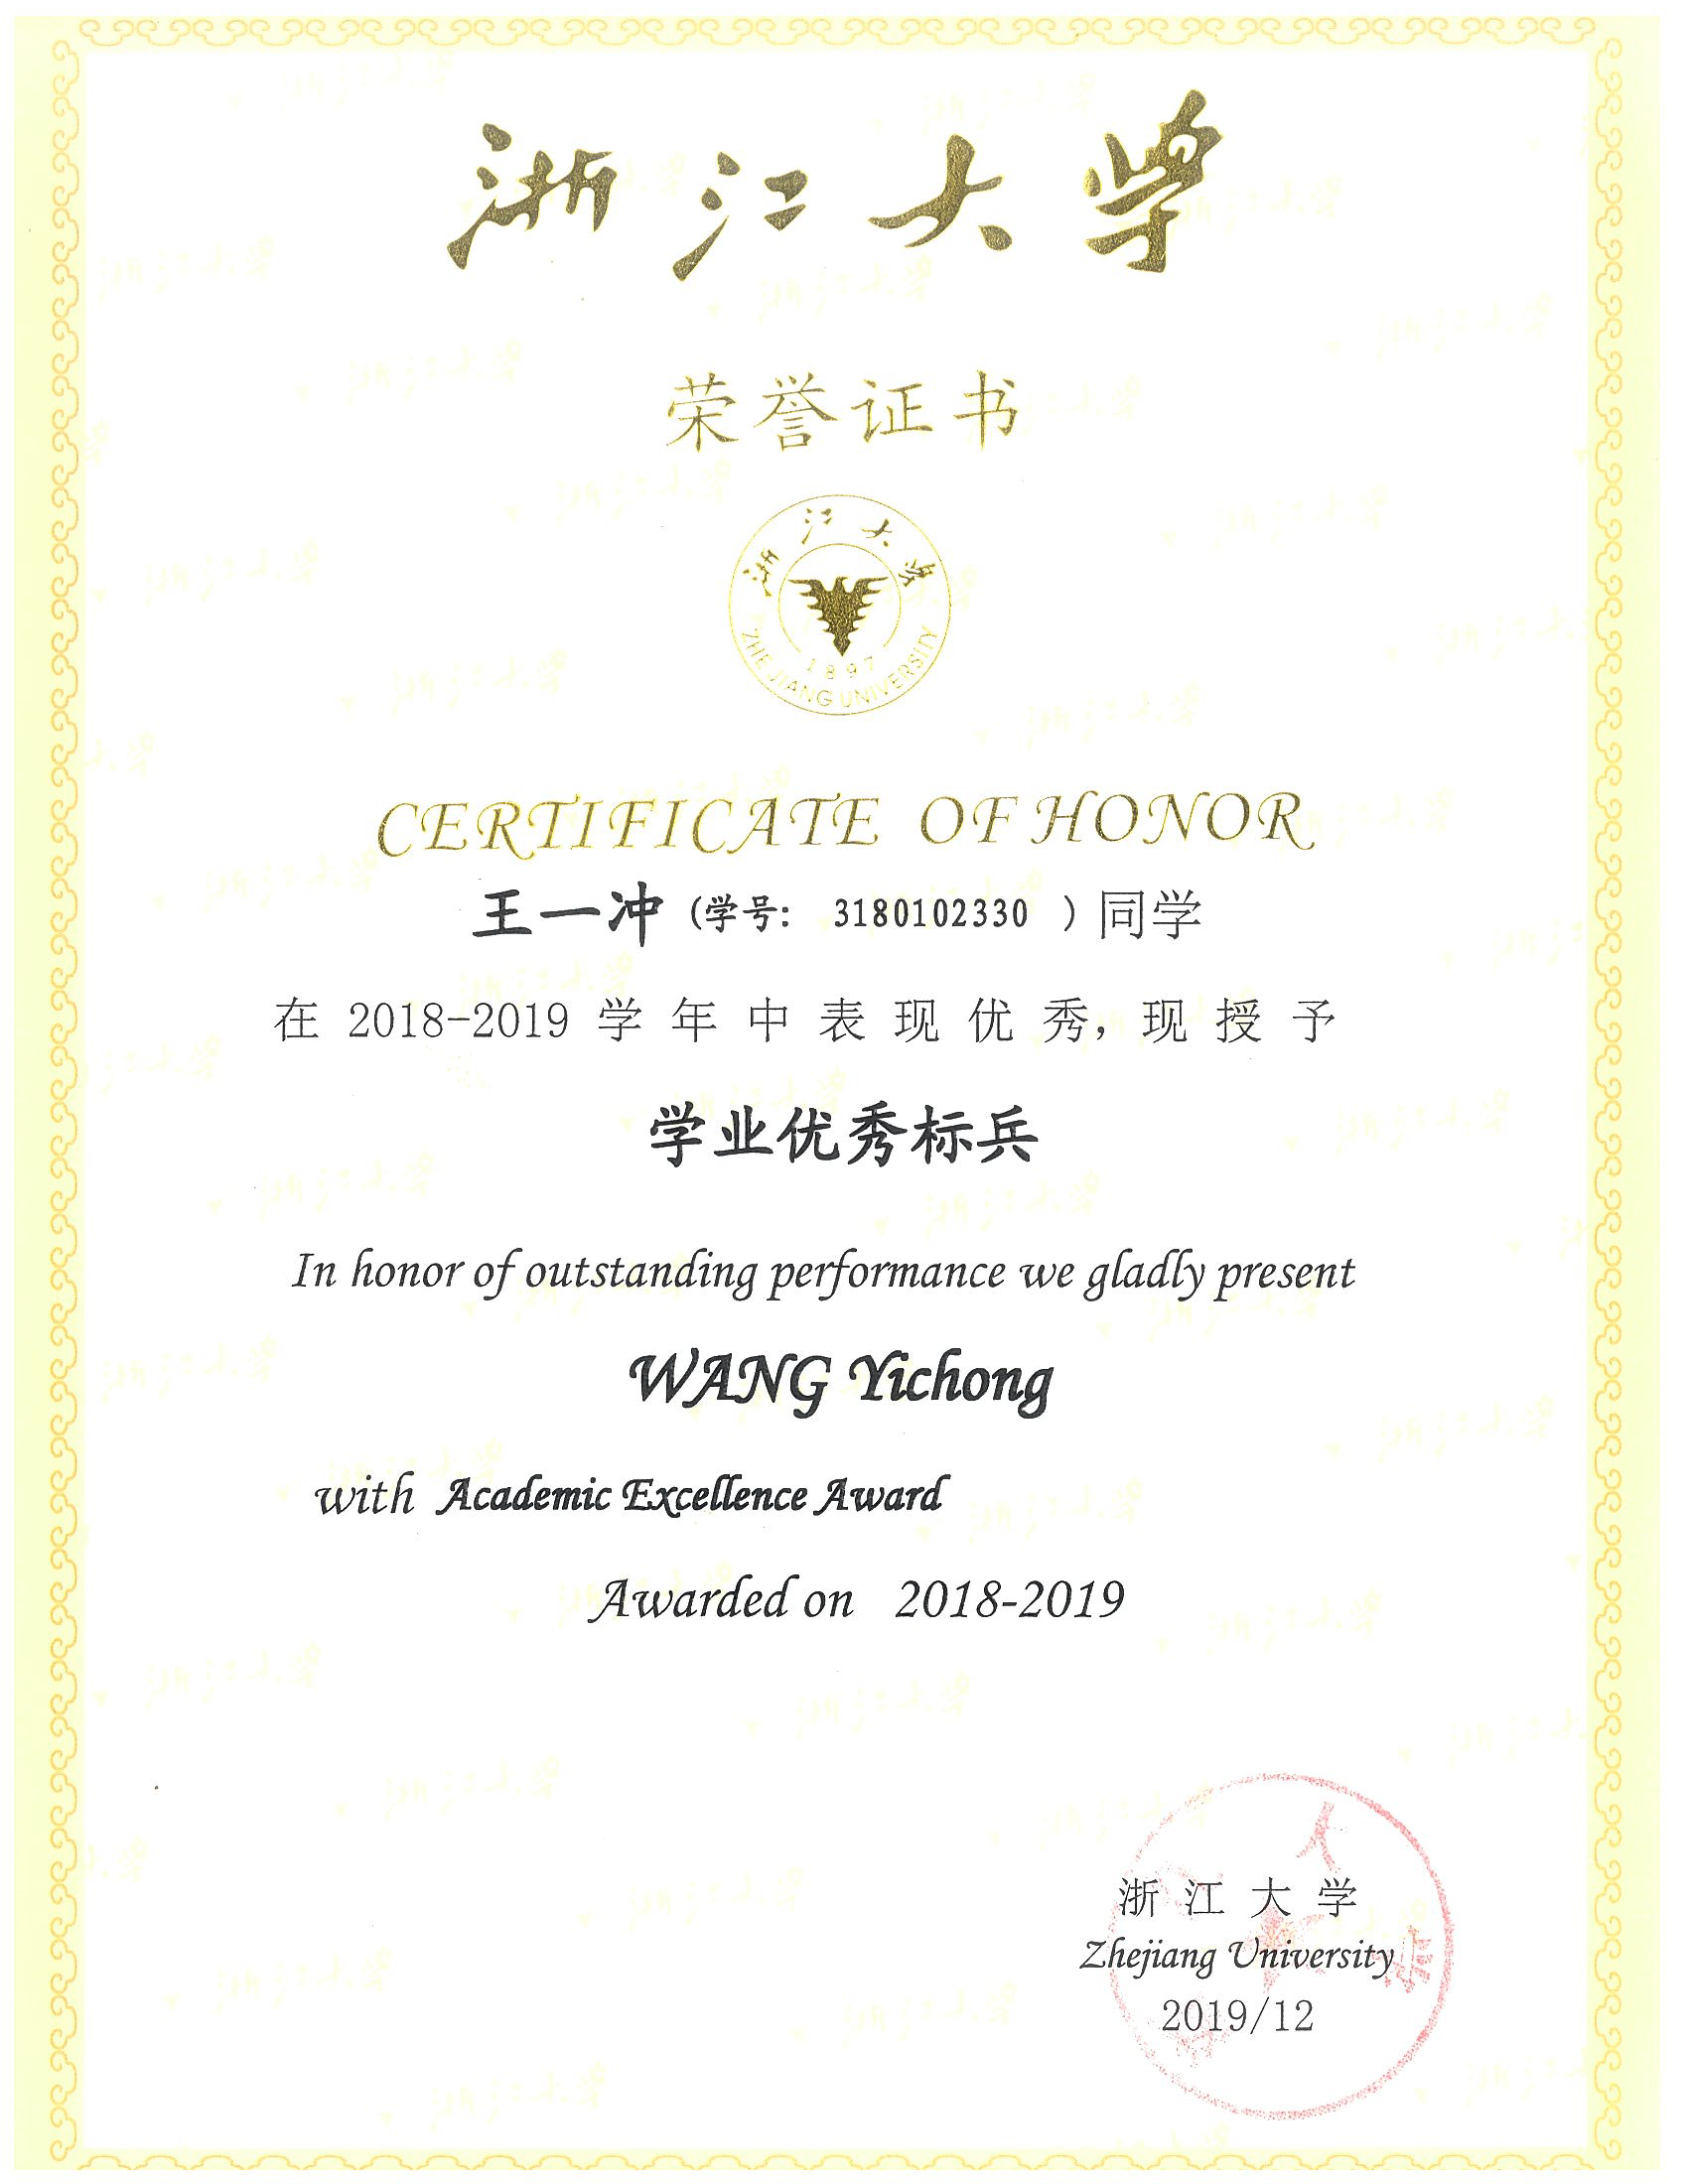 浙江大学
荣誉证书
浙江大学
1897
ZHE JIANG UNIVERSITY
CERTIFICATE OF HONOR
王一冲（学号： 3180102330 ）同学
在 2018-2019 学年中表现优秀，现授予
学业优秀标兵
In honor of outstanding performance we gladly present
WANG Yichong
with Academic Excellence Award
Awarded on 2018-2019
浙江大学
Zhejiang University
2019/12